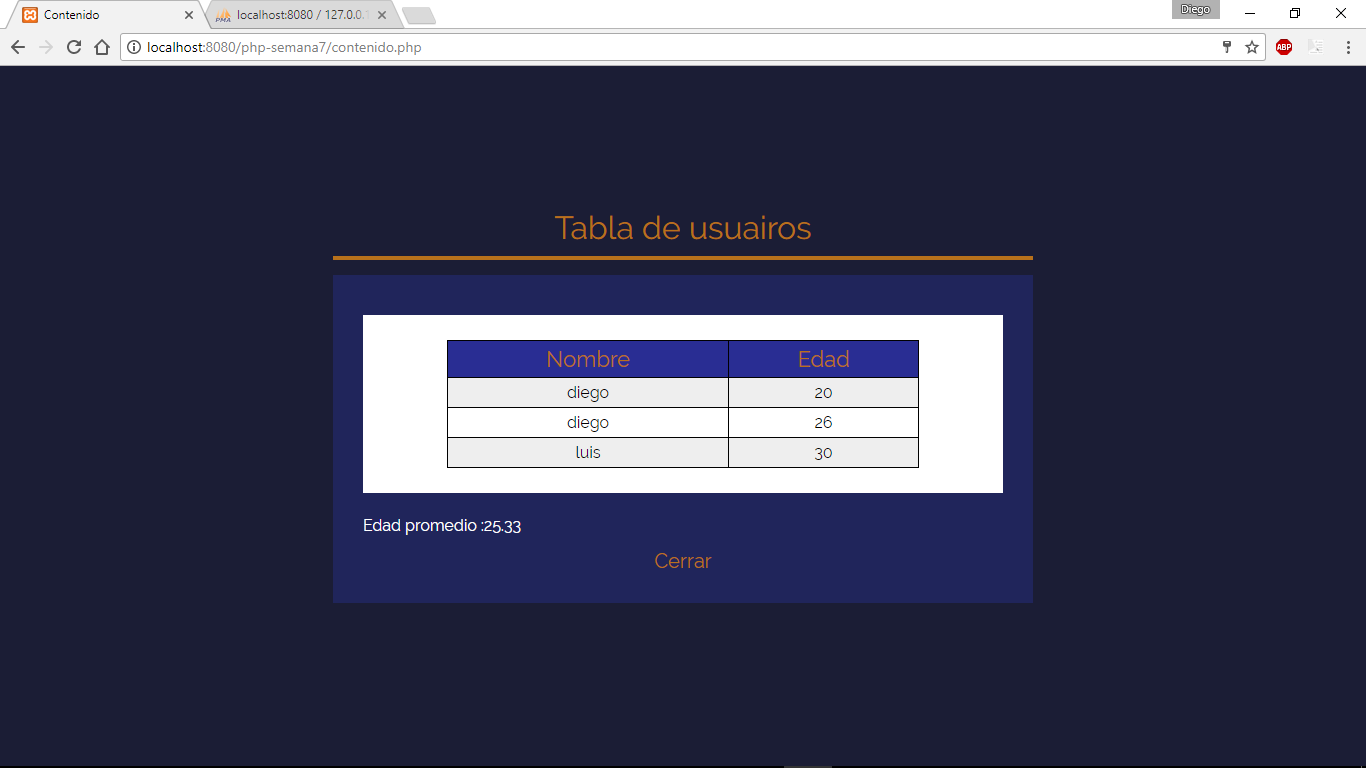 Contenido
localhost:8080 / 127.0.0.1
Diego
localhost:8080/php-semana7/contenido.php
ABP
Tabla de usuairos
Nombre Edad
diego 20
diego 26
luis 30
Edad promedio :25.33
Cerrar